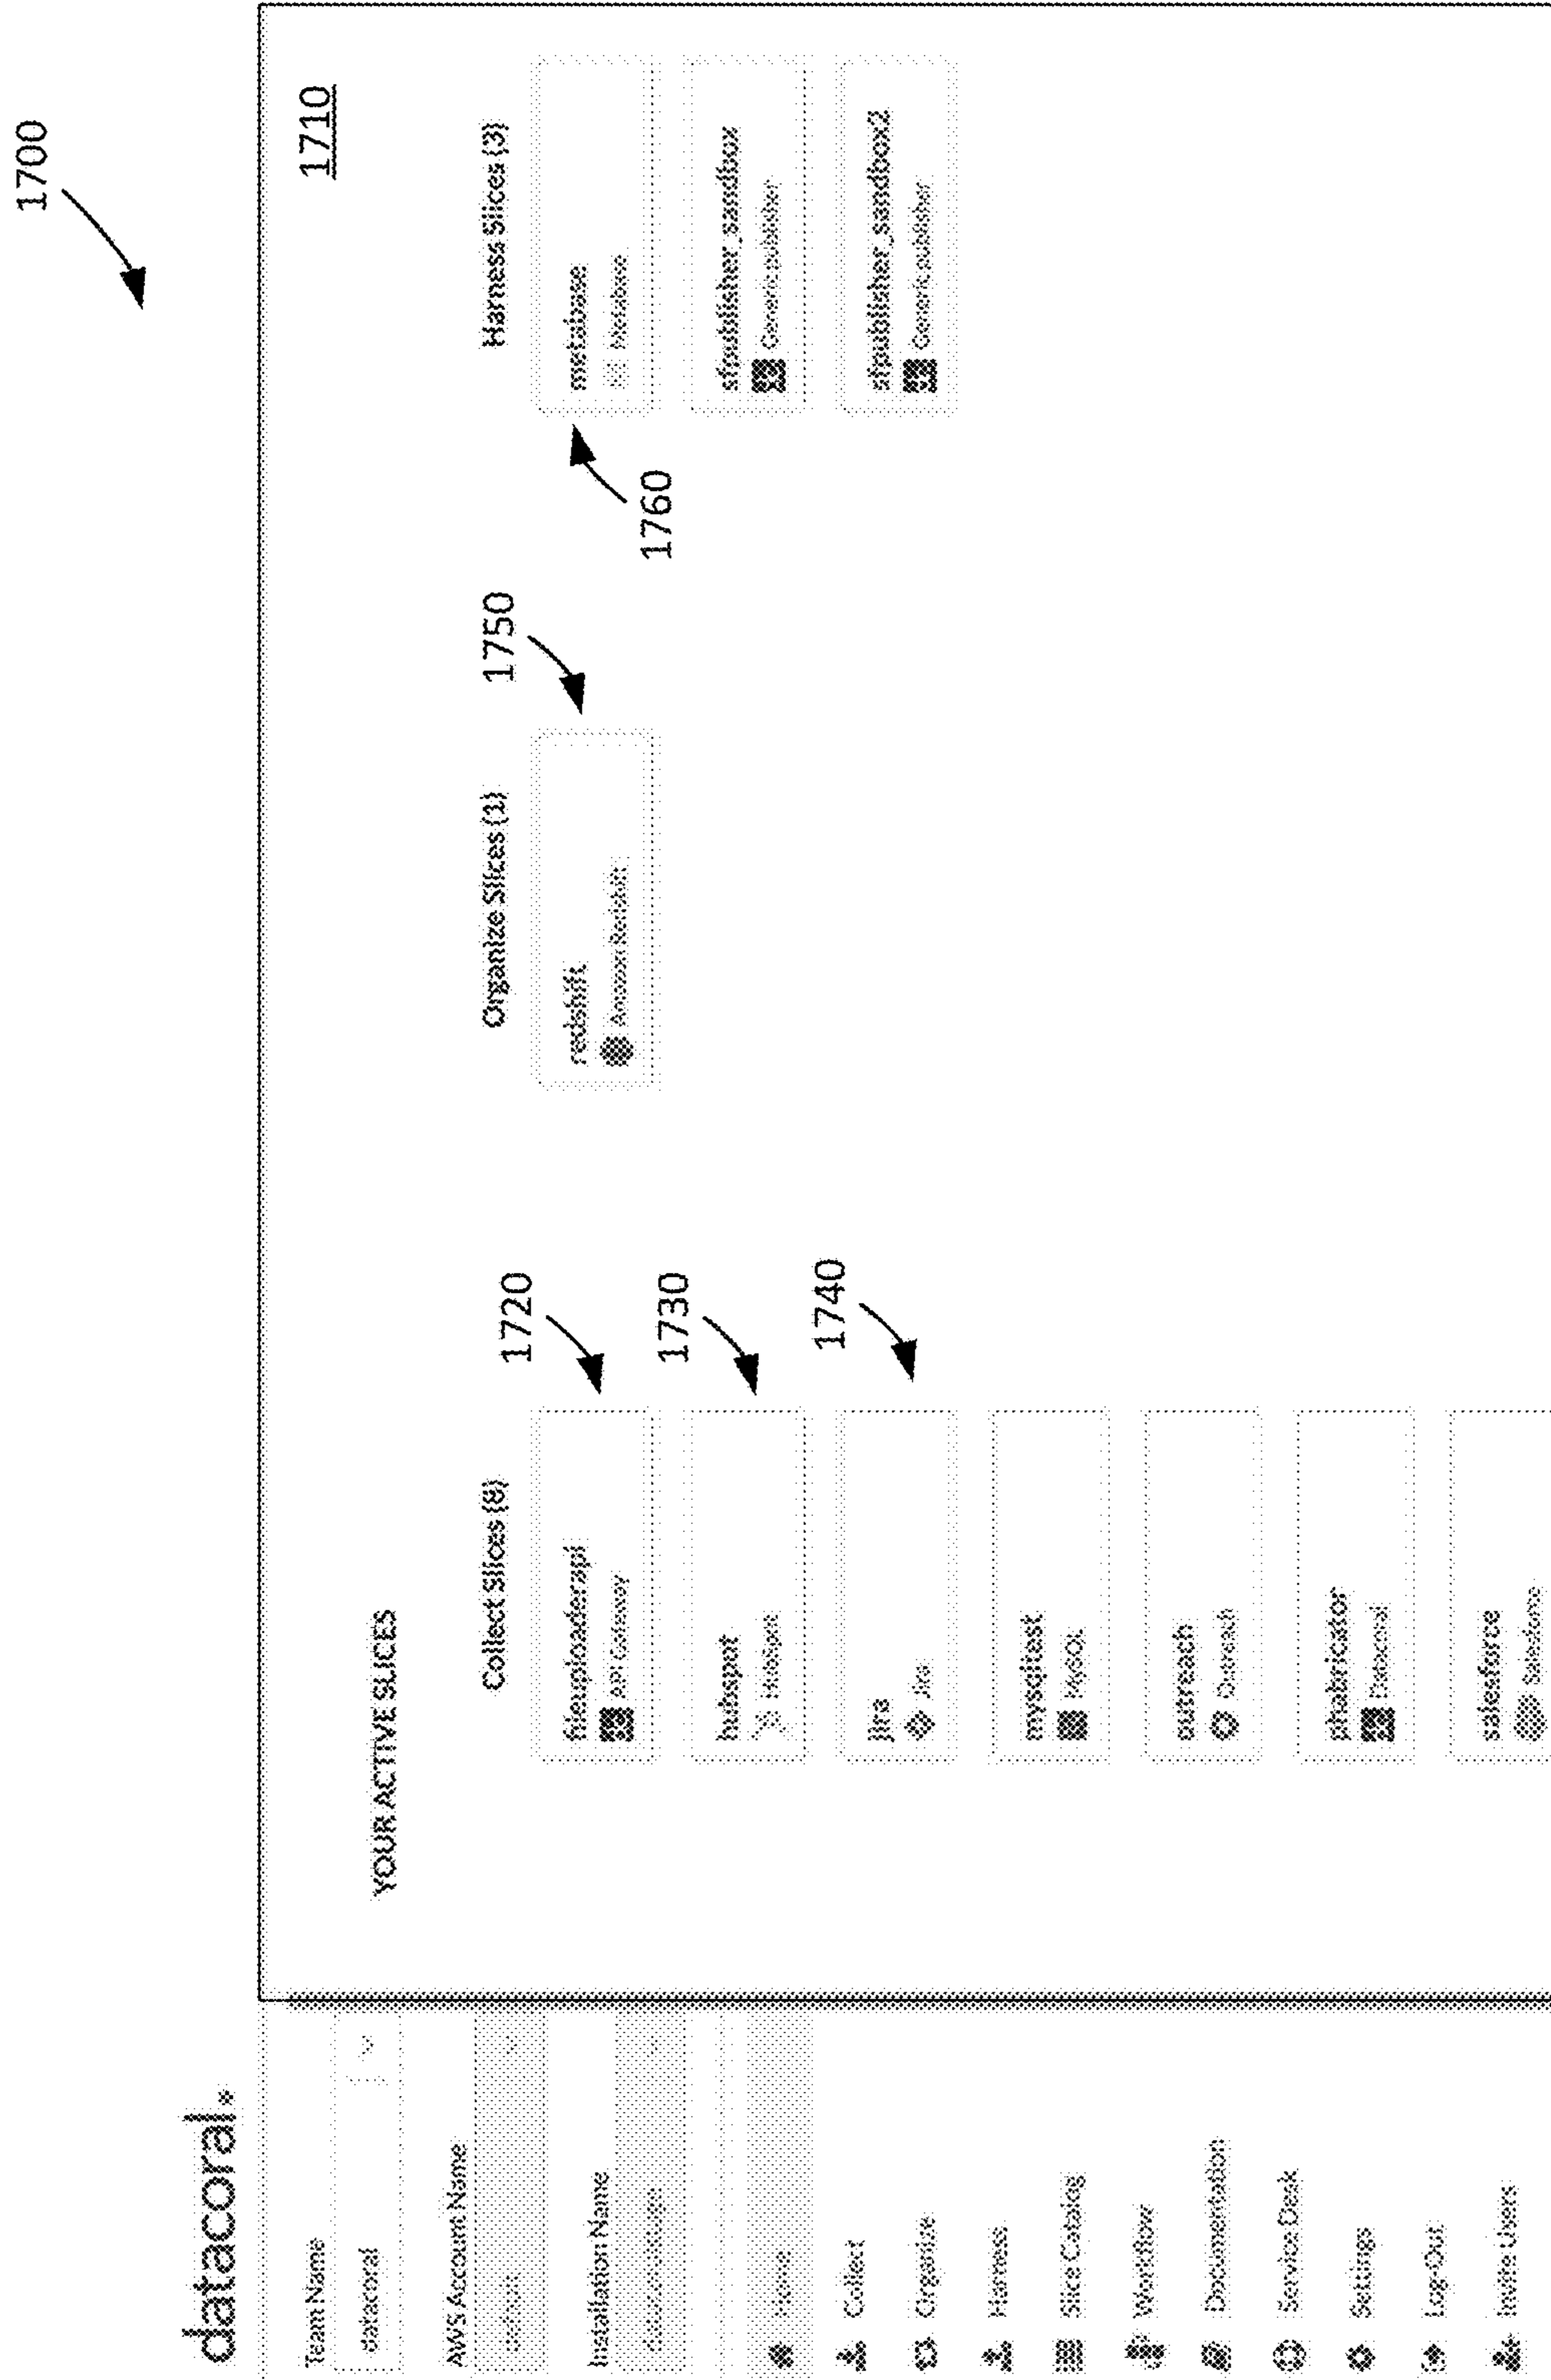 1700
datacoral
Team Name
datacoral
AWS Account Name
default
Installation Name
Home
Collect
Organize
Harness
Slice Catalog
Workflow
Documentation
Service Desk
Settings
Log-Out
Invite Users
1710
YOUR ACTIVE SLICES
Collect Slices (8)
fileuploaderapi
API Gateway
1720
hubspot
Hubspot
1730
jira
Jira
1740
mysqltest
MySQL
outreach
Outreach
phabricator
Datacoral
salesforce
Salesforce
Organize Slices (1)
1750
redshift
Amazon Redshift
Harness Slices (3)
metabase
Metabase
1760
sfpublisher_sandbox
Generic publisher
sfpublisher_sandbox2
Generic publisher